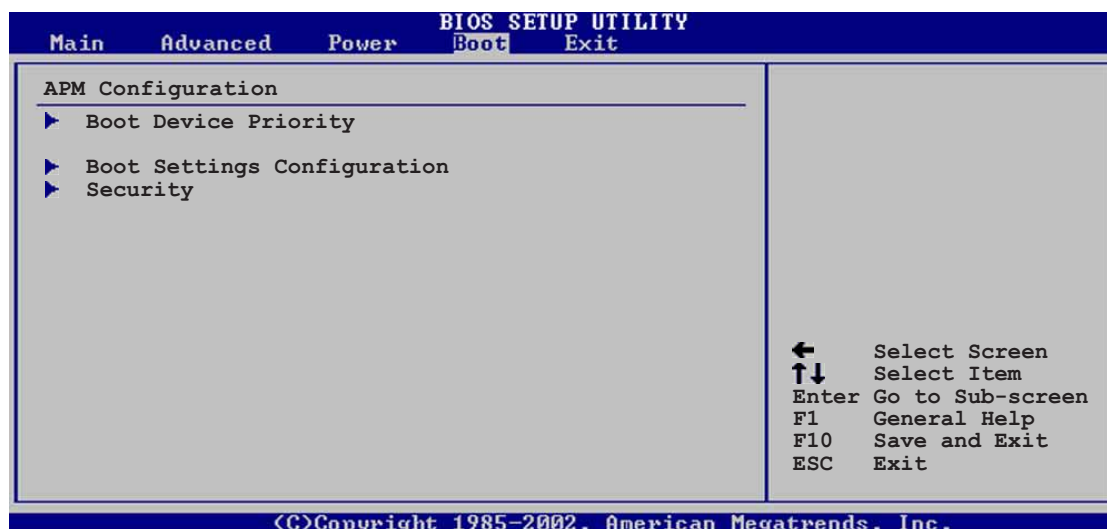 BIOS SETUP UTILITY
Main Advanced Power Boot Exit
APM Configuration
Boot Device Priority
Boot Settings Configuration
Security
← Select Screen
↑↓ Select Item
Enter Go to Sub-screen
F1 General Help
F10 Save and Exit
ESC Exit
(C)Copyright 1985-2002, American Megatrends, Inc.